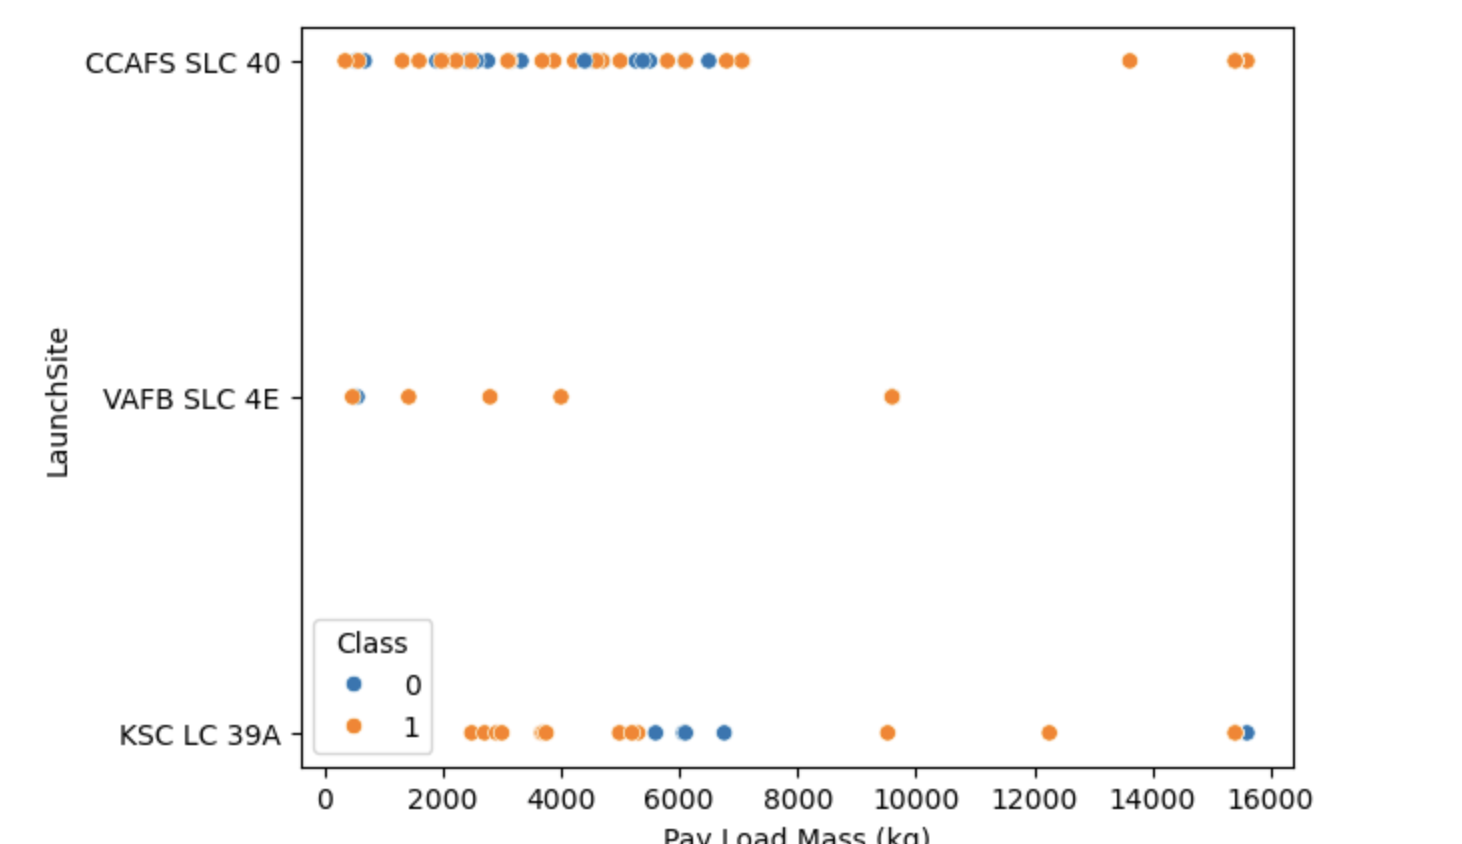 CCAFS SLC 40
VAFB SLC 4E
KSC LC 39A
LaunchSite
Class
0
1
0 2000 4000 6000 8000 10000 12000 14000 16000
Pay Load Mass (kg)